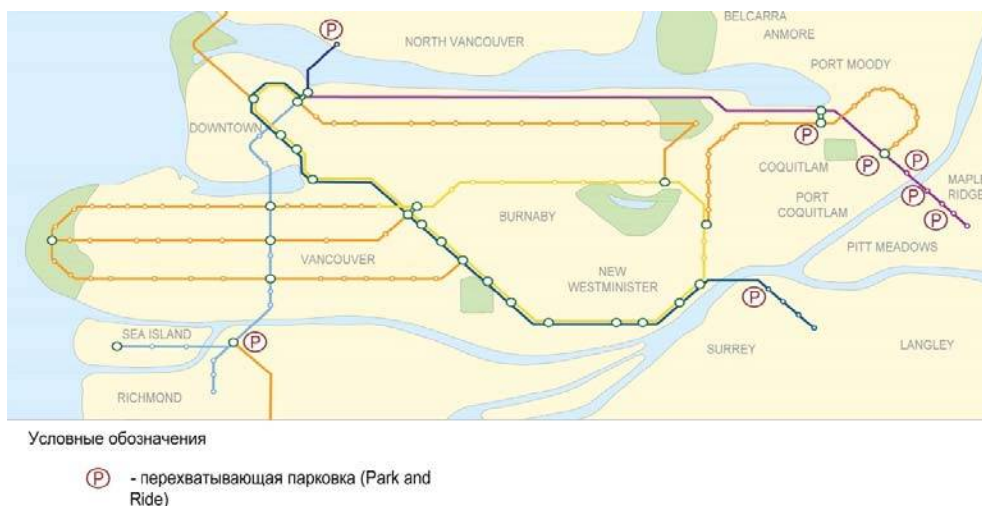 BELCARRA
ANMORE
NORTH VANCOUVER
PORT MOODY
DOWNTOWN
COQUITLAM
MAPLE
RIDGE
PORT
COQUITLAM
BURNABY
PITT MEADOWS
VANCOUVER
NEW
WESTMINISTER
SEA ISLAND
SURREY
LANGLEY
RICHMOND
P
P
P
P
P
P
P
P
Условные обозначения
P - перехватывающая парковка (Park and
Ride)